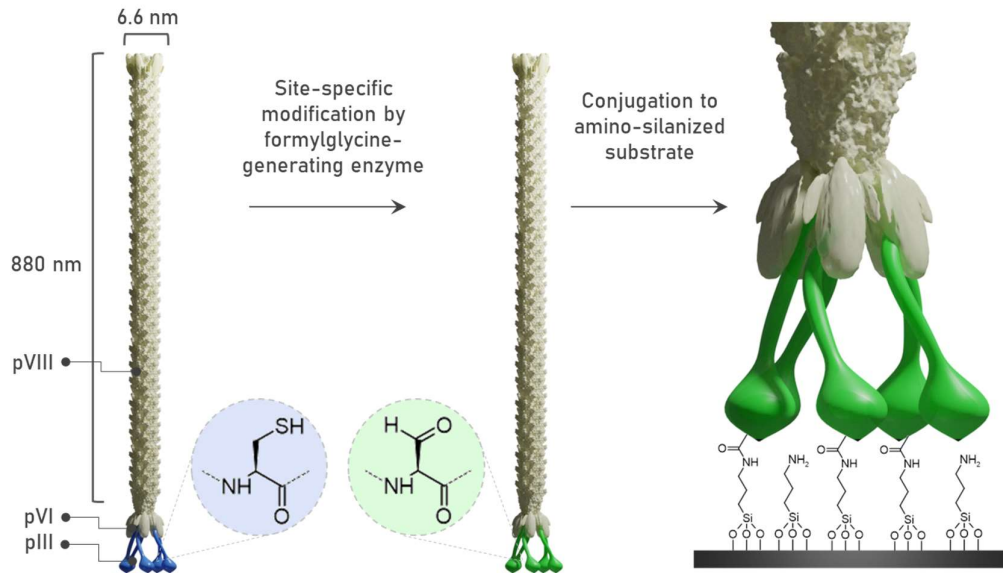 6.6 nm
Site-specific
modification by
formylglycine-
generating enzyme
Conjugation to
amino-silanized
substrate
880 nm
pVIII
pVI
pIII
SH
NH
O
H
O
NH
O
O
NH
NH₂
O
NH
O
NH
NH₂
Si
Si
Si
Si
Si
O O O O O O O O O O O O O O O